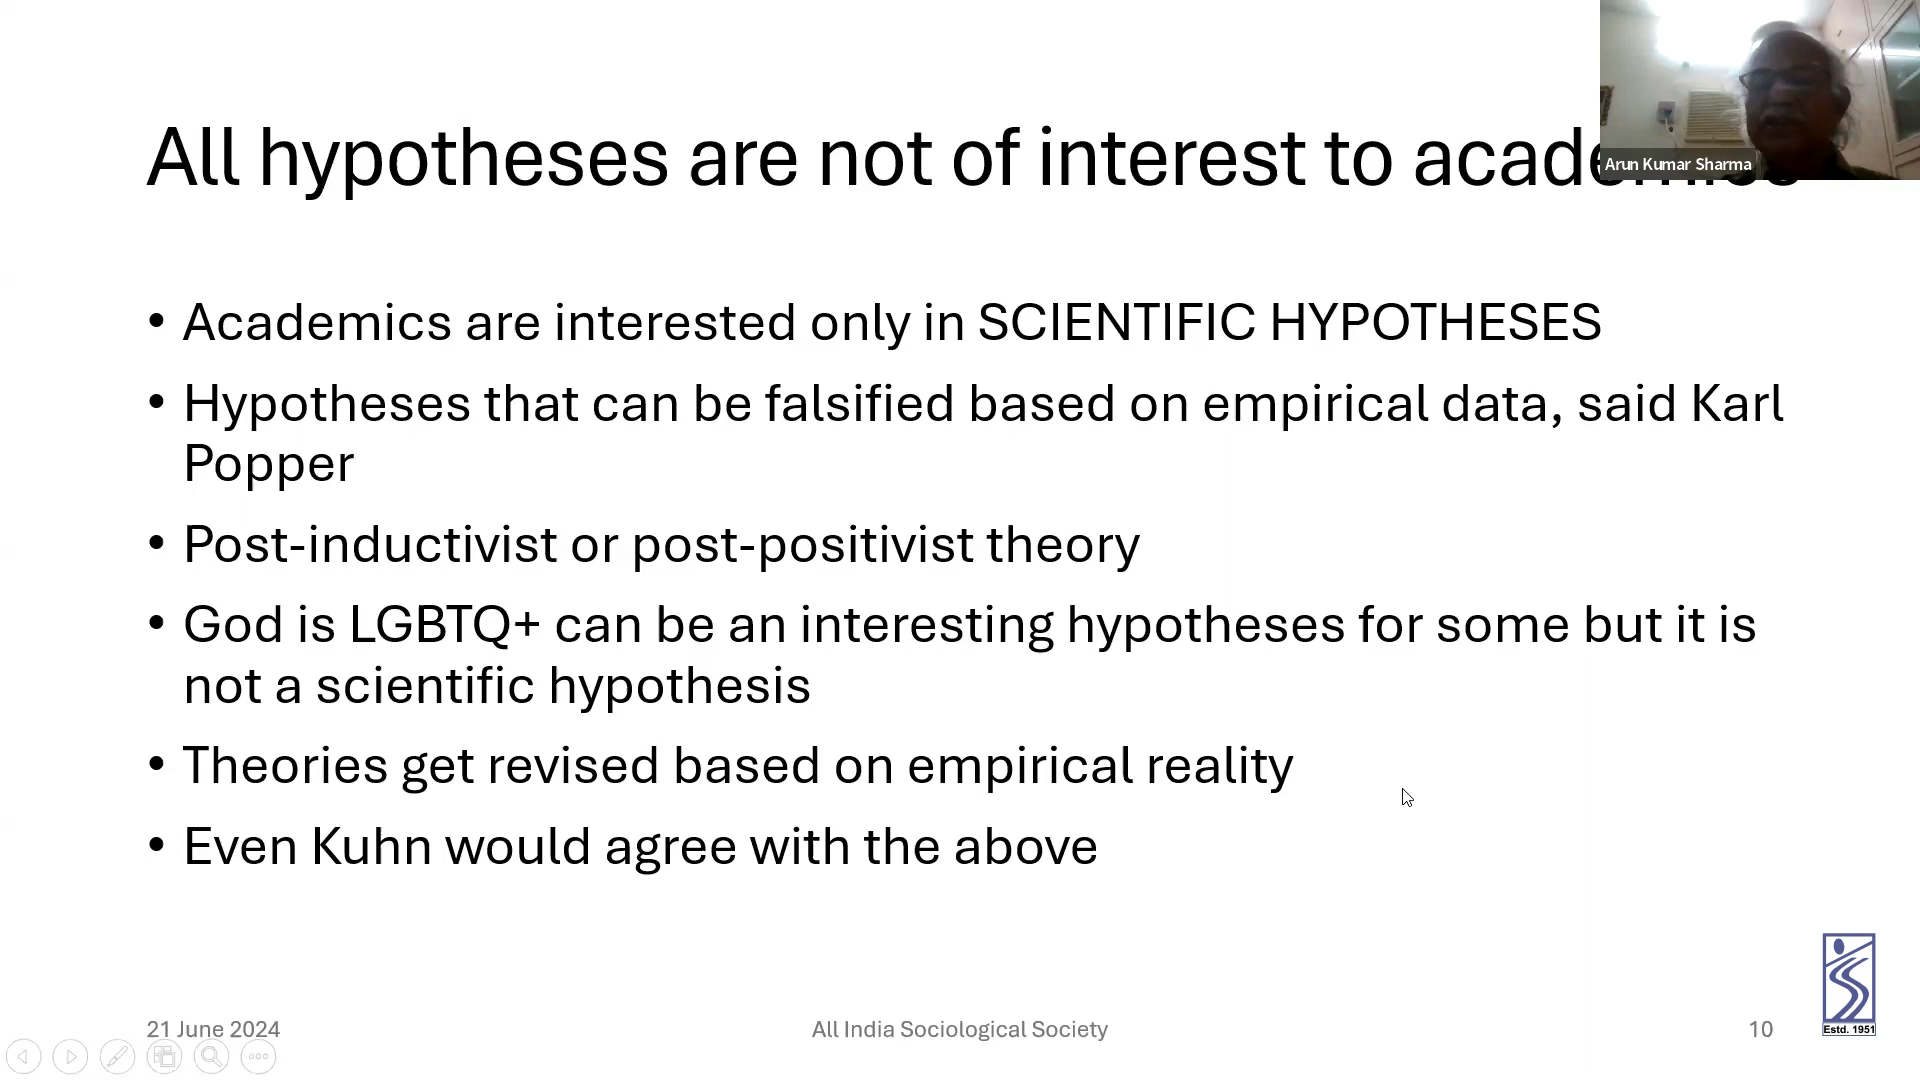 All hypotheses are not of interest to
Arun Kumar Sharma
• Academics are interested only in SCIENTIFIC HYPOTHESES
• Hypotheses that can be falsified based on empirical data, said Karl
Popper
• Post-inductivist or post-positivist theory
• God is LGBTQ+ can be an interesting hypotheses for some but it is
not a scientific hypothesis
• Theories get revised based on empirical reality
• Even Kuhn would agree with the above
Estd. 1951
21 June 2024
All India Sociological Society
10